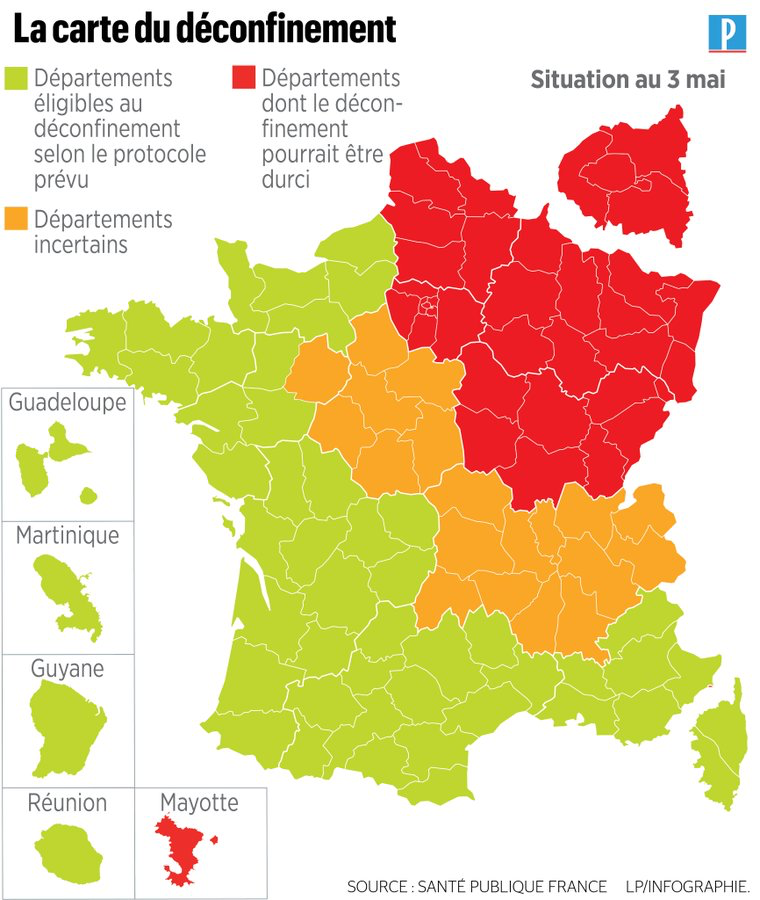 La carte du déconfinement
P
Départements
éligibles au
déconfinement
selon le protocole
prévu
Départements
dont le décon-
finement
pourrait être
durci
Situation au 3 mai
Départements
incertains
Guadeloupe
Martinique
Guyane
Réunion
Mayotte
SOURCE : SANTÉ PUBLIQUE FRANCE LP/INFOGRAPHIE.